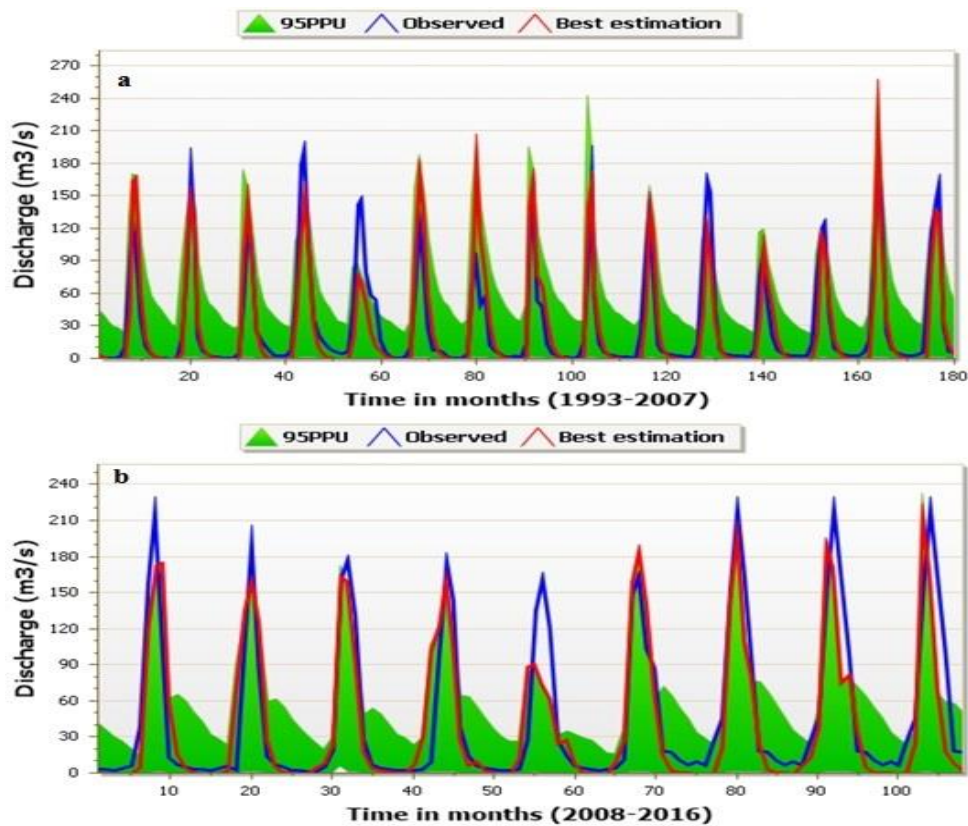 95PPU Observed Best estimation
a
270
240
210
180
150
120
90
60
30
0
Discharge (m3/s)
20 40 60 80 100 120 140 160 180
Time in months (1993-2007)
95PPU Observed Best estimation
b
240
210
180
150
120
90
60
30
0
Discharge (m3/s)
10 20 30 40 50 60 70 80 90 100
Time in months (2008-2016)